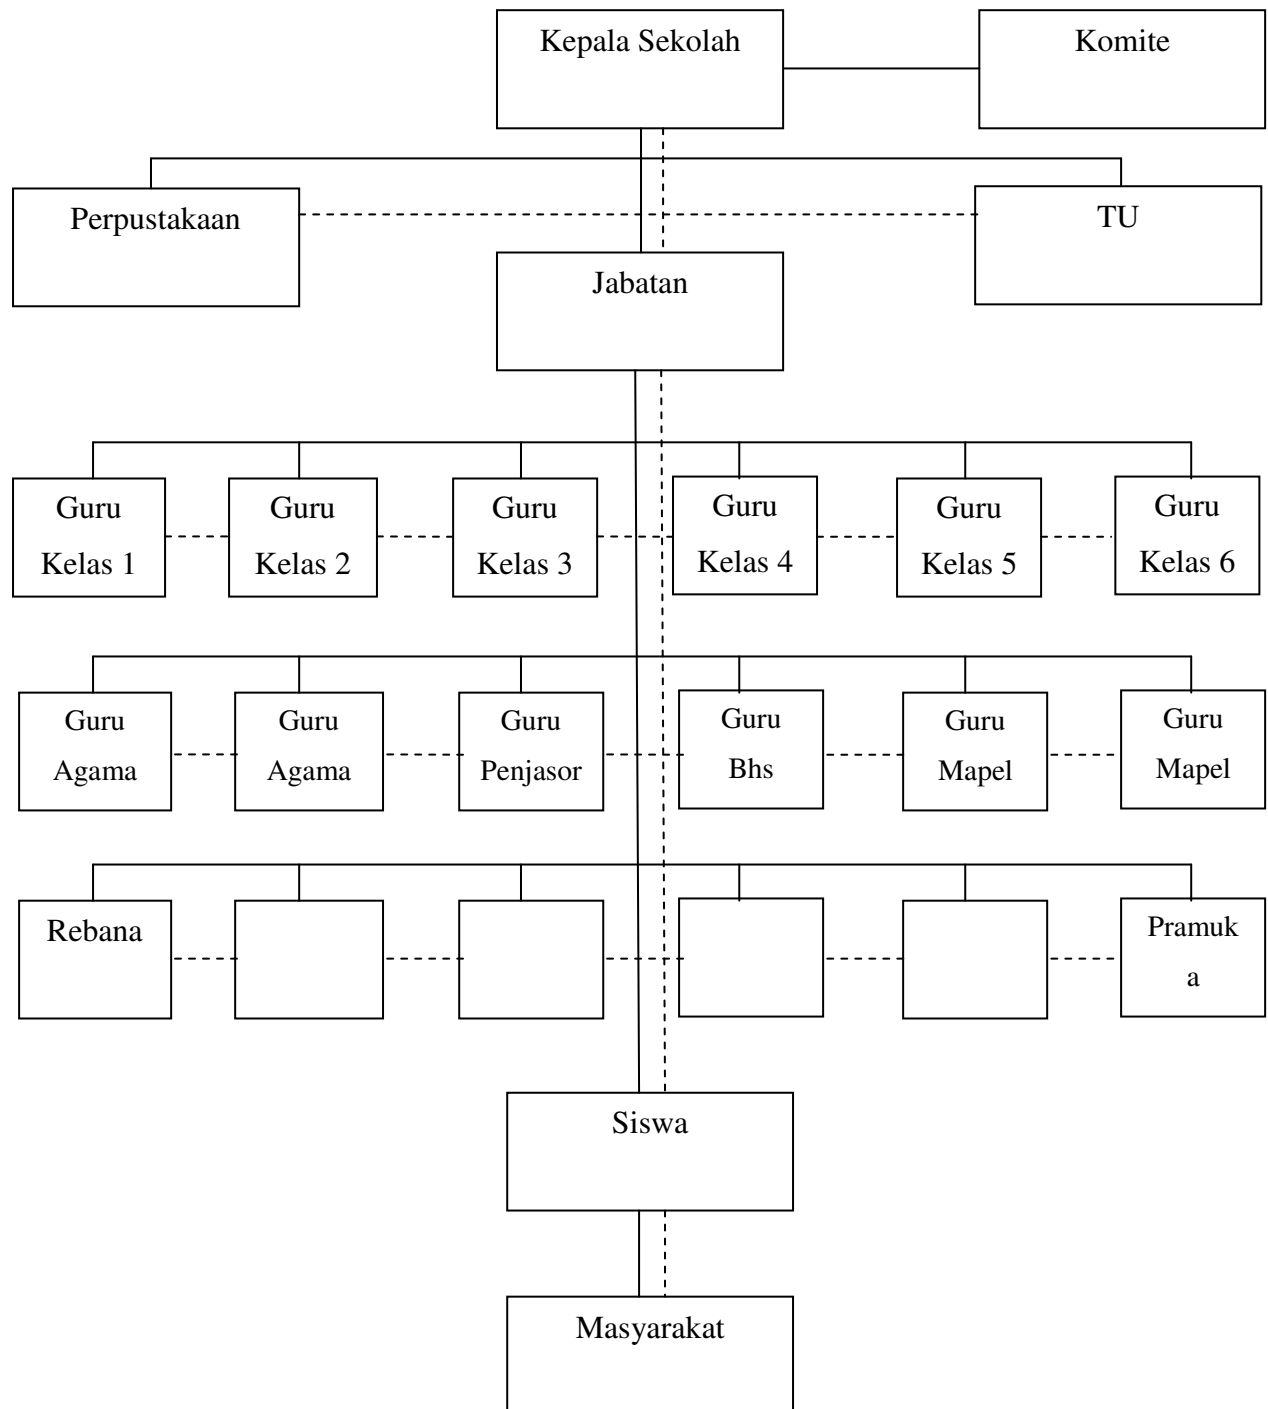 Kepala Sekolah
Komite
Perpustakaan
TU
Jabatan
Guru
Kelas 1
Guru
Kelas 2
Guru
Kelas 3
Guru
Kelas 4
Guru
Kelas 5
Guru
Kelas 6
Guru
Agama
Guru
Agama
Guru
Penjasor
Guru
Bhs
Guru
Mapel
Guru
Mapel
Rebana
Pramuk
a
Siswa
Masyarakat